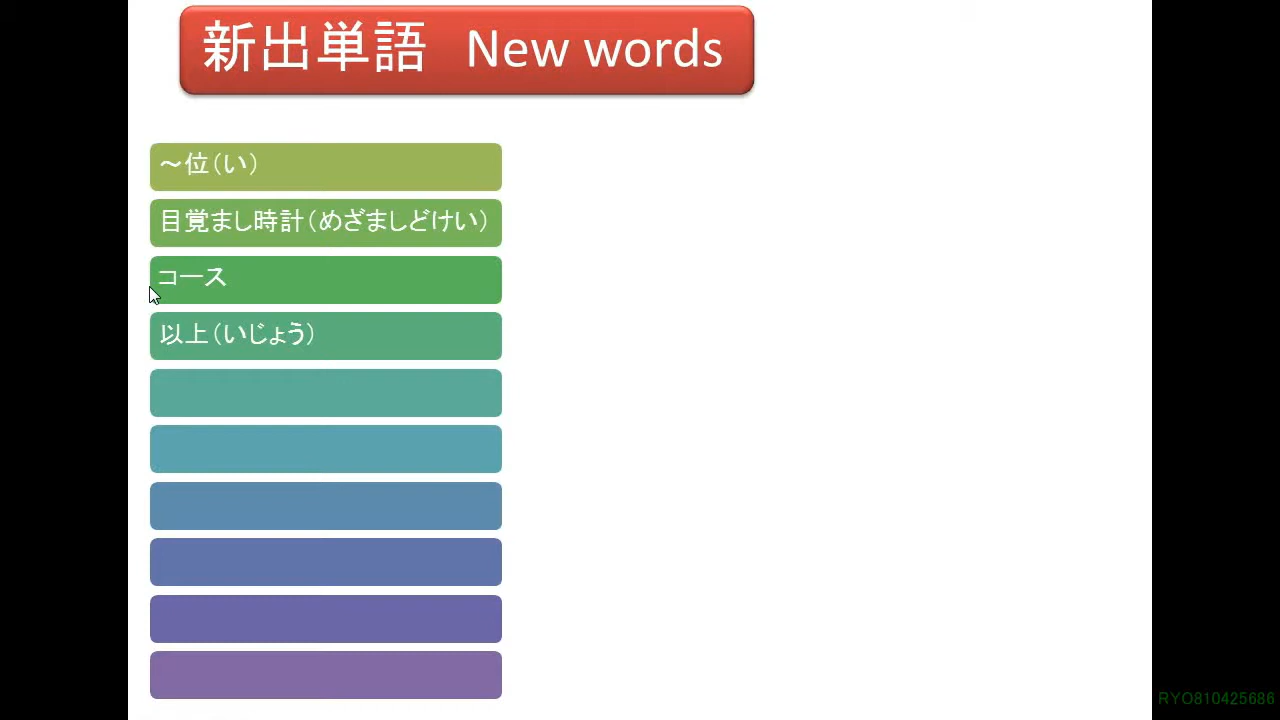 新出単語 New words
～位（い）
目覚まし時計（めざましどけい）
コース
以上（いじょう）
RYO810425686